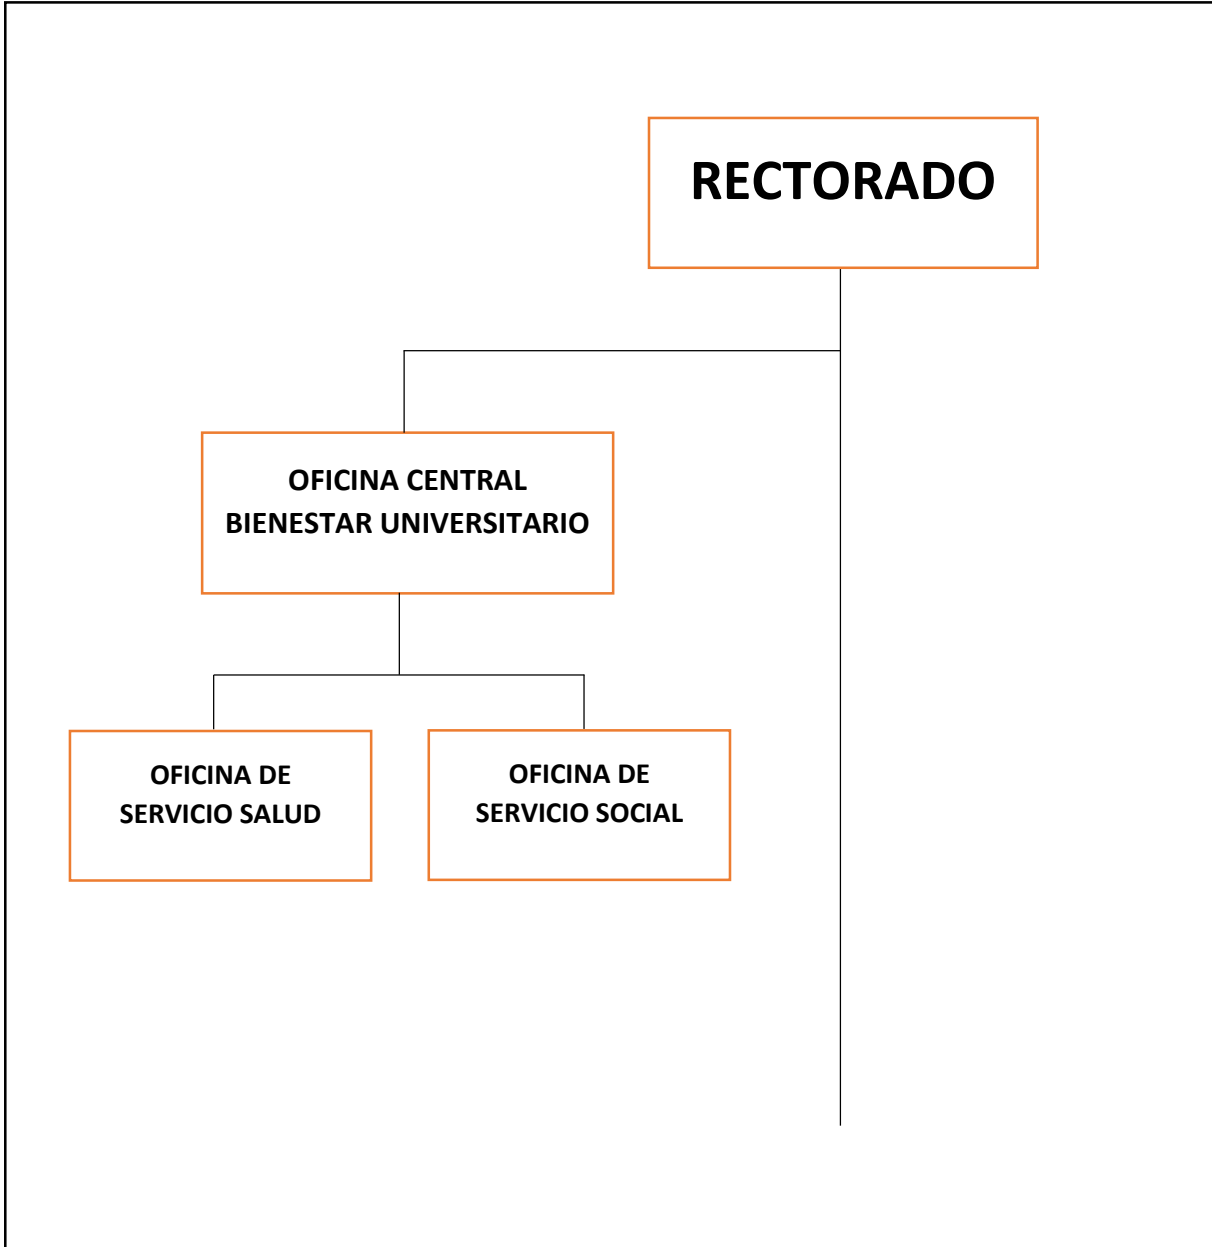 RECTORADO
OFICINA CENTRAL
BIENESTAR UNIVERSITARIO
OFICINA DE
SERVICIO SALUD
OFICINA DE
SERVICIO SOCIAL